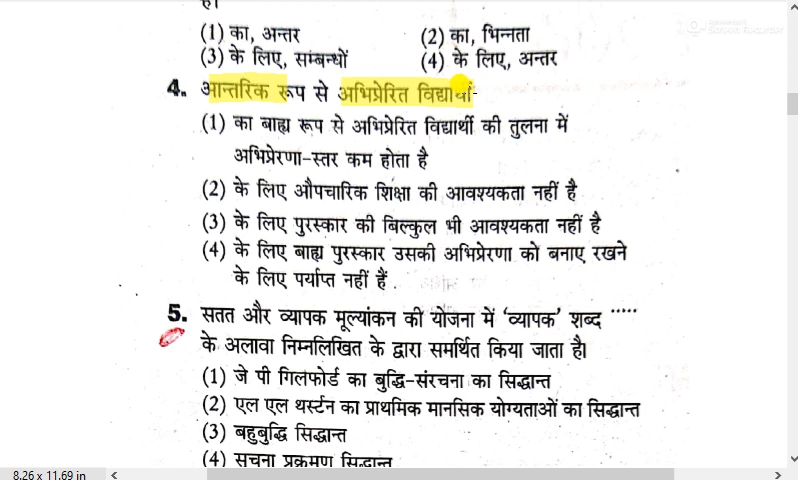 है।
(1) का, अन्तर (2) का, भिन्नता
(3) के लिए, सम्बन्धों (4) के लिए, अन्तर
4. आन्तरिक रूप से अभिप्रेरित विद्यार्थी-
(1) का बाह्य रूप से अभिप्रेरित विद्यार्थी की तुलना में
अभिप्रेरणा-स्तर कम होता है
(2) के लिए औपचारिक शिक्षा की आवश्यकता नहीं है
(3) के लिए पुरस्कार की बिल्कुल भी आवश्यकता नहीं है
(4) के लिए बाह्य पुरस्कार उसकी अभिप्रेरणा को बनाए रखने
के लिए पर्याप्त नहीं हैं .
5. सतत और व्यापक मूल्यांकन की योजना में ‘व्यापक’ शब्द .....
के अलावा निम्नलिखित के द्वारा समर्थित किया जाता है।
(1) जे पी गिलफोर्ड का बुद्धि-संरचना का सिद्धान्त
(2) एल एल थर्स्टन का प्राथमिक मानसिक योग्यताओं का सिद्धान्त
(3) बहुबुद्धि सिद्धान्त
(4) सूचना प्रक्रमण सिद्धान्त
8.26 x 11.69 in
Screen Recorder